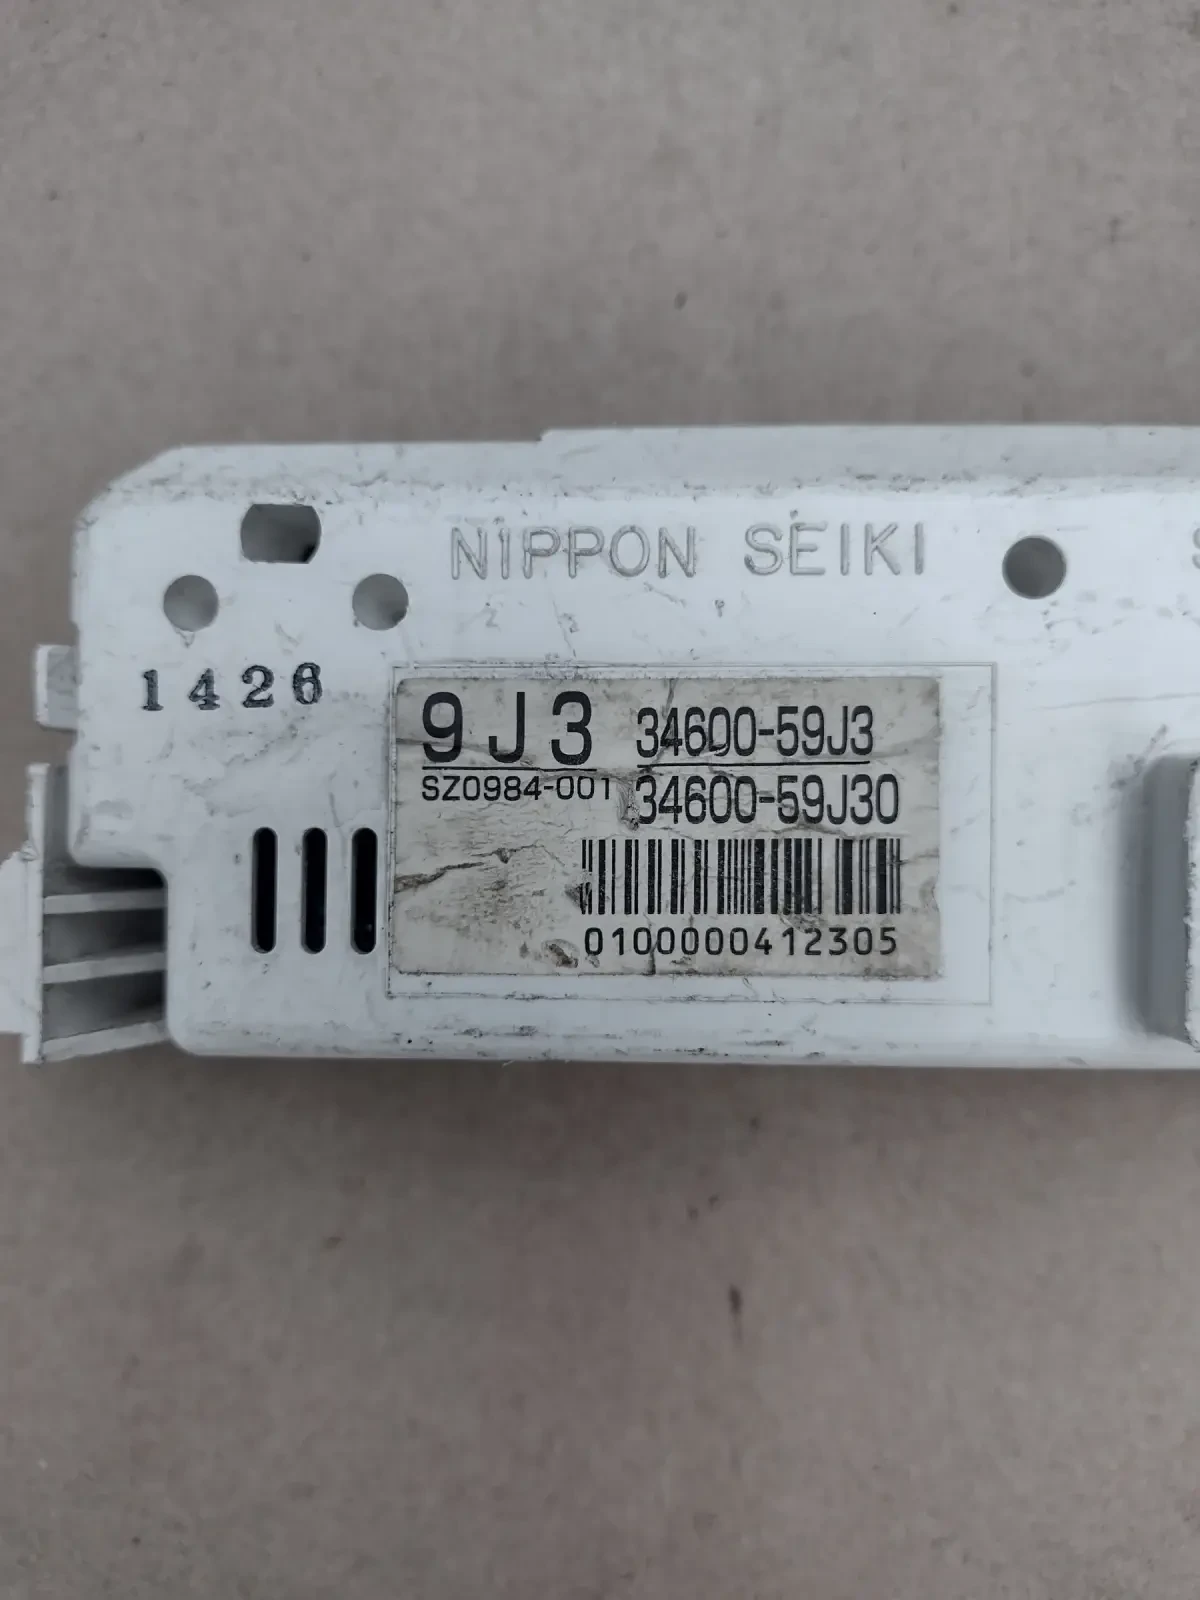 NIPPON SEIKI
S
1426
9J3
34600-59J3
SZ0984-001
34600-59J30
0100000412305